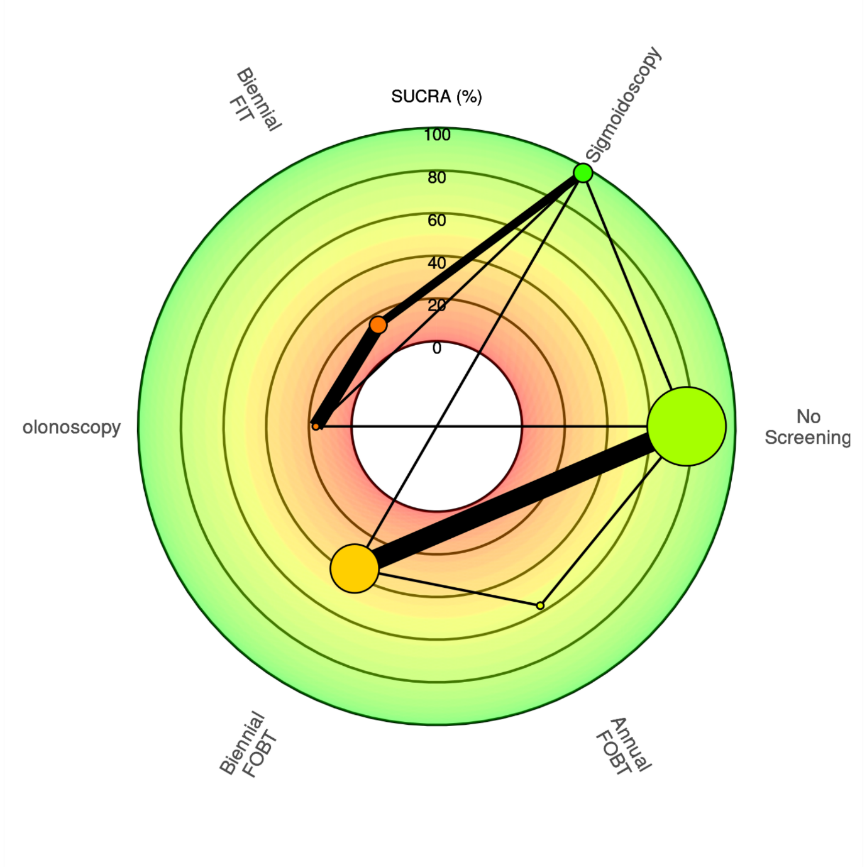 Biennial
FIT
SUCRA (%)
Sigmoidoscopy
100
80
60
40
20
0
olonoscopy
No
Screening
Biennial
FOBT
Annual
FOBT